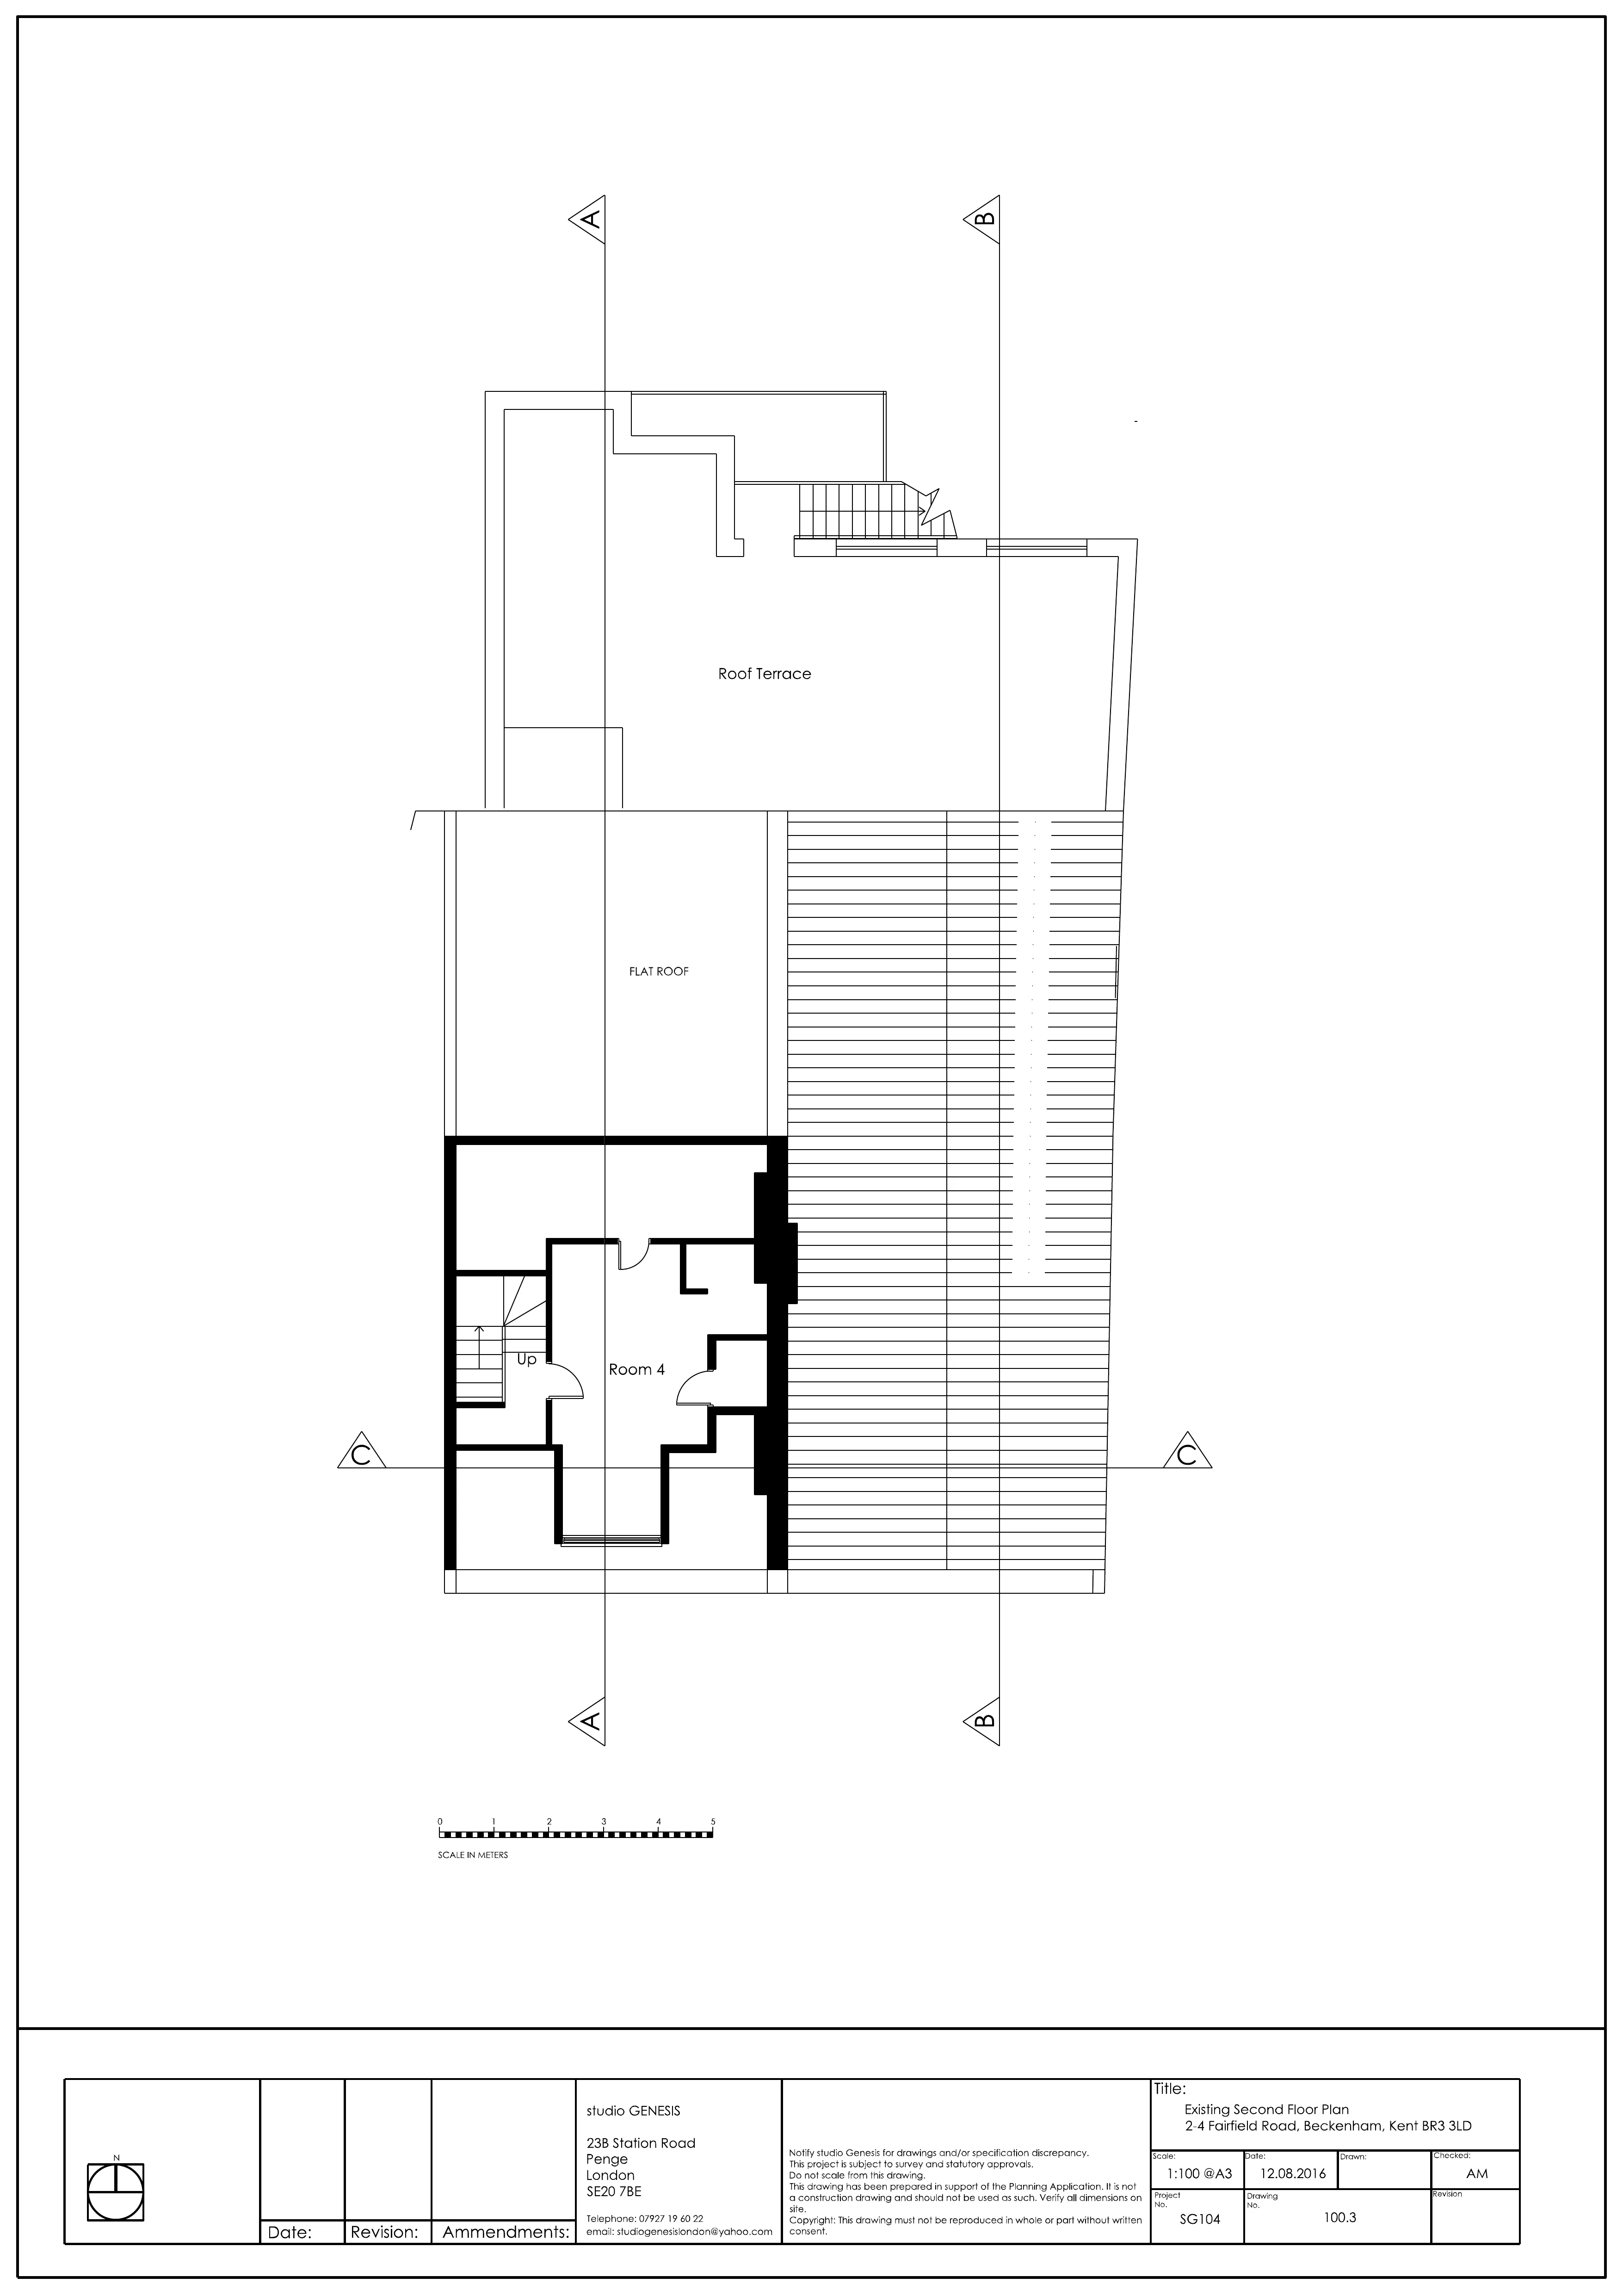 A
B
Roof Terrace
FLAT ROOF
Up
Room 4
C
C
A
B
0 1 2 3 4 5
SCALE IN METERS
N
Date:
Revision:
Ammendments:
studio GENESIS
23B Station Road
Penge
London
SE20 7BE
Telephone: 07927 19 60 22
email: studiogenesislondon@yahoo.com
Notify studio Genesis for drawings and/or specification discrepancy.
This project is subject to survey and statutory approvals.
Do not scale from this drawing.
This drawing has been prepared in support of the Planning Application. It is not
a construction drawing and should not be used as such. Verify all dimensions on
site.
Copyright: This drawing must not be reproduced in whole or part without written
consent.
Title:
Existing Second Floor Plan
2-4 Fairfield Road, Beckenham, Kent BR3 3LD
Scale:
1:100 @A3
Date:
12.08.2016
Drawn:
Checked:
AM
Project
No.
SG104
Drawing
No.
100.3
Revision